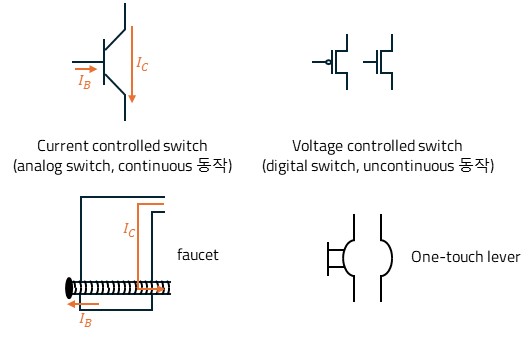 I_C
I_B
Current controlled switch
(analog switch, continuous 동작)
Voltage controlled switch
(digital switch, uncontinuous 동작)
I_C
faucet
I_B
One-touch lever